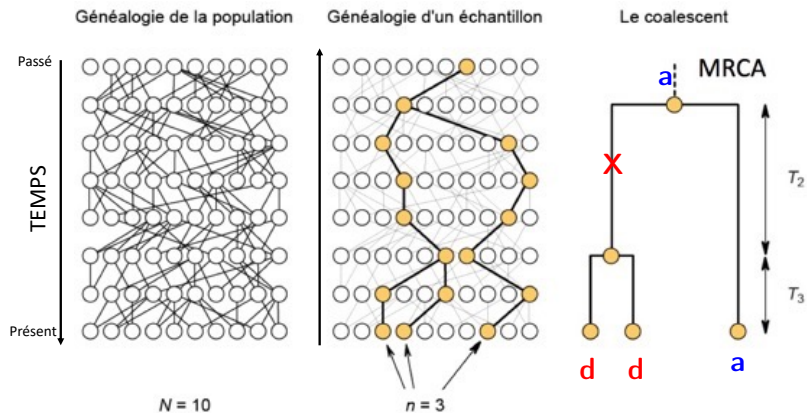 Généalogie de la population
Généalogie d'un échantillon
Le coalescent
Passé
TEMPS
Présent
a
MRCA
X
T2
T3
d
d
a
N = 10
n = 3